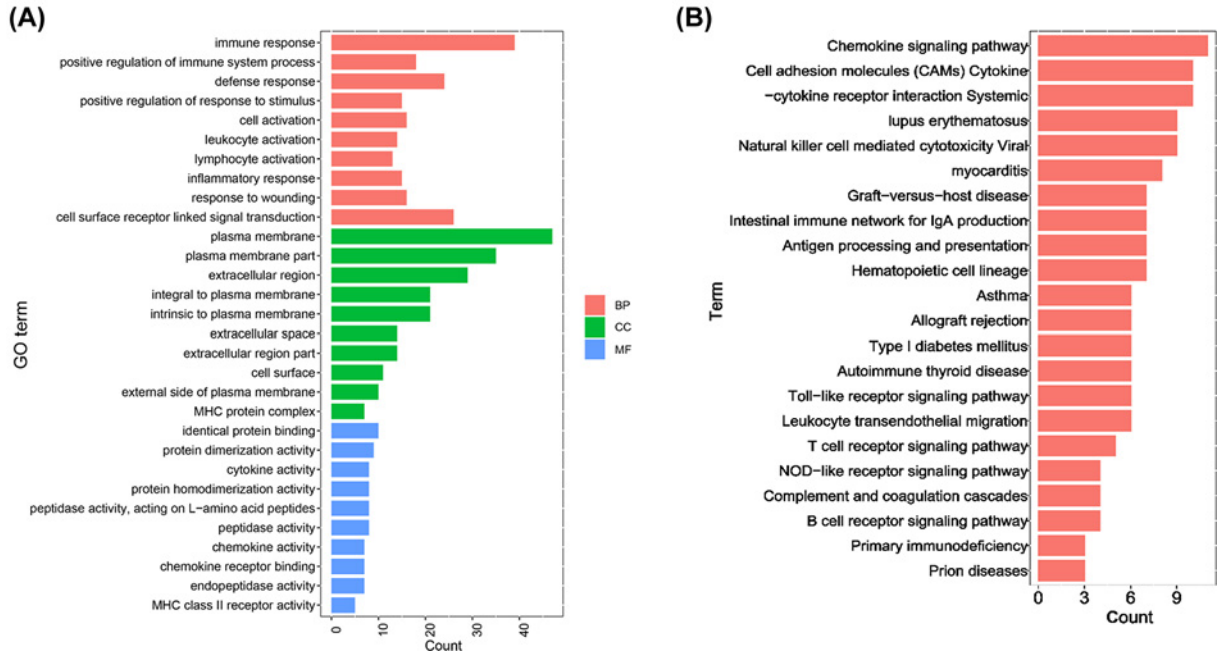 (A)
immune response
positive regulation of immune system process
defense response
positive regulation of response to stimulus
cell activation
leukocyte activation
lymphocyte activation
inflammatory response
response to wounding
cell surface receptor linked signal transduction
plasma membrane
plasma membrane part
extracellular region
integral to plasma membrane
intrinsic to plasma membrane
extracellular space
extracellular region part
cell surface
external side of plasma membrane
MHC protein complex
identical protein binding
protein dimerization activity
cytokine activity
protein homodimerization activity
peptidase activity, acting on L−amino acid peptides
peptidase activity
chemokine activity
chemokine receptor binding
endopeptidase activity
MHC class II receptor activity
GO term
0 10 20 30 40
Count
BP
CC
MF
(B)
Chemokine signaling pathway
Cell adhesion molecules (CAMs) Cytokine
−cytokine receptor interaction Systemic
lupus erythematosus
Natural killer cell mediated cytotoxicity Viral
myocarditis
Graft−versus−host disease
Intestinal immune network for IgA production
Antigen processing and presentation
Hematopoietic cell lineage
Asthma
Allograft rejection
Type I diabetes mellitus
Autoimmune thyroid disease
Toll−like receptor signaling pathway
Leukocyte transendothelial migration
T cell receptor signaling pathway
NOD−like receptor signaling pathway
Complement and coagulation cascades
B cell receptor signaling pathway
Primary immunodeficiency
Prion diseases
Term
0 3 6 9
Count